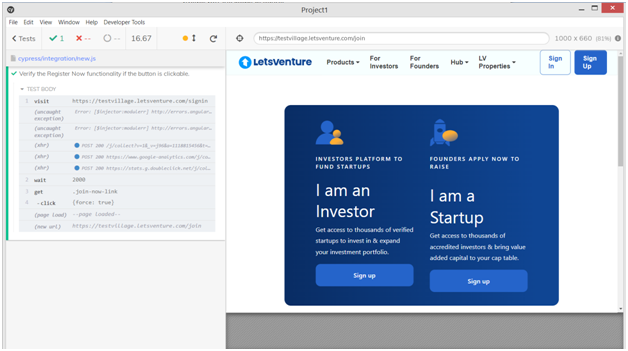 Project1
File Edit View Window Help Developer Tools
Tests 1 -- -- 16.67
https://testvillage.letsventure.com/join
1000 x 660 (61%)
cypress/integration/new.js
Verify the Register Now functionality if the button is clickable.
TEST BODY
1 visit https://testvillage.letsventure.com/signin
(uncaught exception) Error: [$injector:modulerr] http://errors.angular…
(uncaught exception) Error: [$injector:modulerr] http://errors.angular…
(xhr) POST 200
(xhr) POST 200 https://www.google-analytics.com/j/co…
(xhr) POST 200 https://stats.g.doubleclick.net/j/col…
2 wait 2000
3 get .join-now-link
4 -click {force: true}
(page load) --page loaded--
(new url) https://testvillage.letsventure.com/join
LetsVenture
Products
For
Investors
For
Founders
Hub
LV
Properties
Sign
In
Sign
Up
INVESTORS PLATFORM TO
FUND STARTUPS
I am an
Investor
Get access to thousands of verified
startups to invest in & expand
your investment portfolio.
Sign up
FOUNDERS APPLY NOW TO
RAISE
I am a
Startup
Get access to thousands of
accredited investors & bring value
added capital to your cap table.
Sign up